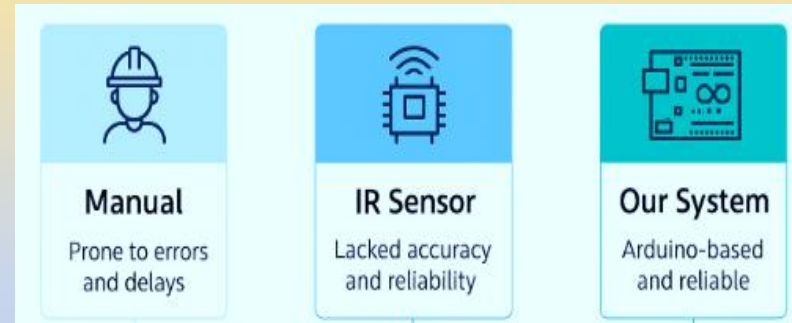 Manual
Prone to errors
and delays
IR Sensor
Lacked accuracy
and reliability
Our System
Arduino-based
and reliable